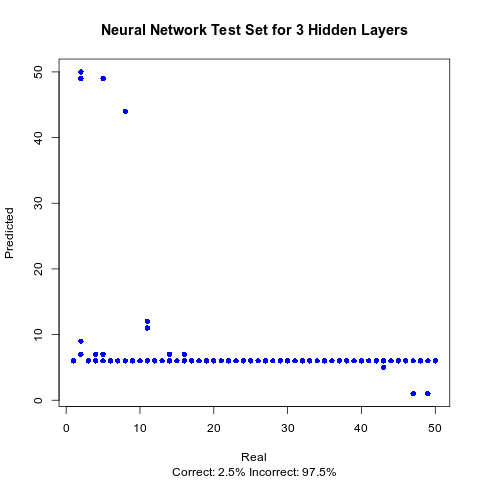 Neural Network Test Set for 3 Hidden Layers
Predicted
50
40
30
20
10
0
0 10 20 30 40 50
Real
Correct: 2.5% Incorrect: 97.5%